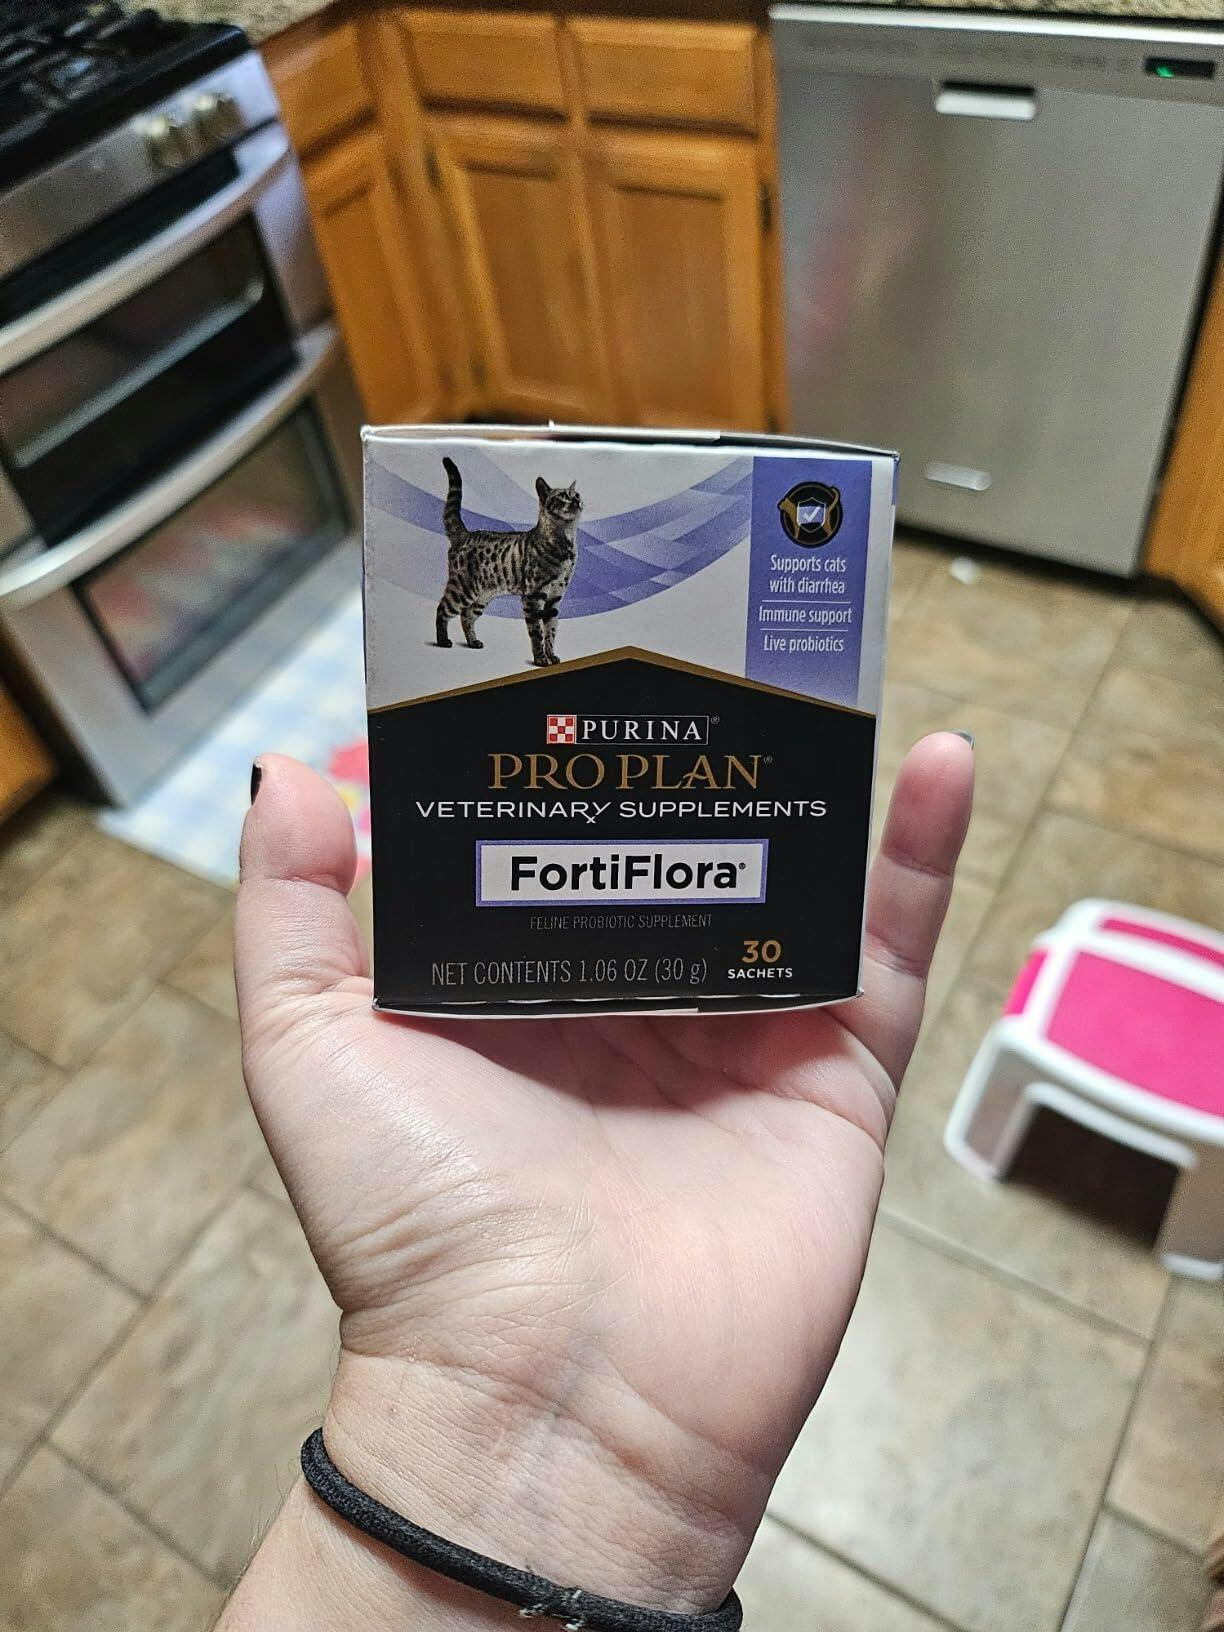 Supports cats
with diarrhea
Immune support
Live probiotics
PURINA®
PRO PLAN®
VETERINARY SUPPLEMENTS
FortiFlora®
FELINE PROBIOTIC SUPPLEMENT
NET CONTENTS 1.06 OZ (30 g)
30
SACHETS